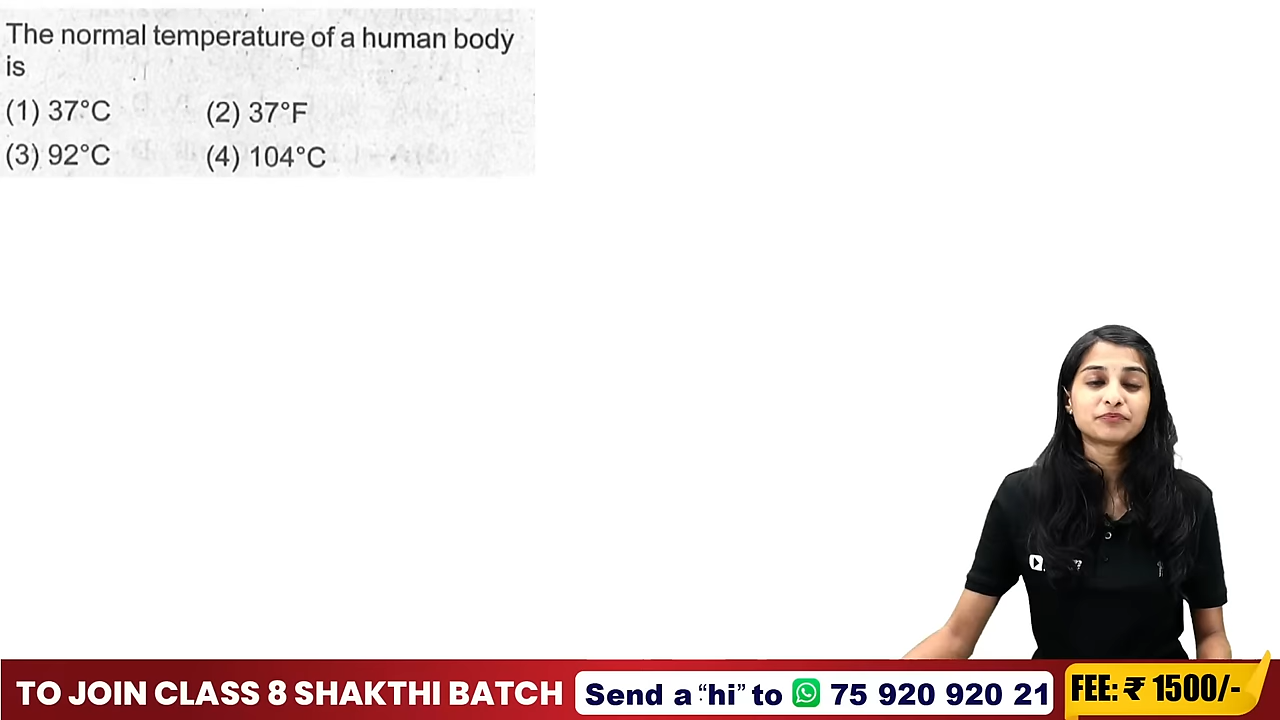 The normal temperature of a human body
is
(1) 37°C (2) 37°F
(3) 92°C (4) 104°C
TO JOIN CLASS 8 SHAKTHI BATCH Send a “hi” to 75 920 920 21 FEE: ₹ 1500/-